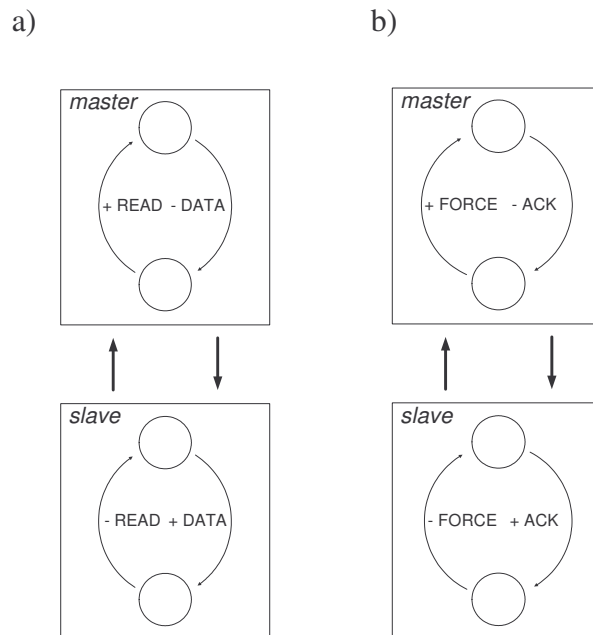 a)
master
+ READ - DATA
slave
- READ + DATA
b)
master
+ FORCE - ACK
slave
- FORCE + ACK